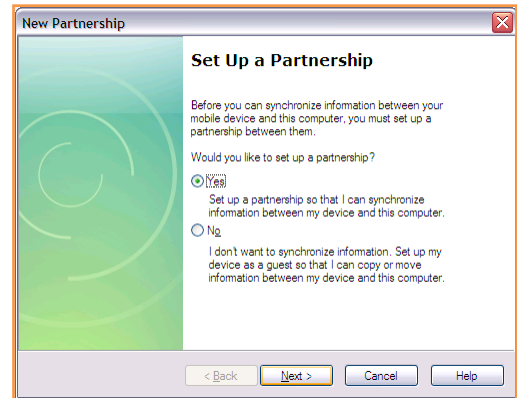 New Partnership
Set Up a Partnership
Before you can synchronize information between your
mobile device and this computer, you must set up a
partnership between them.
Would you like to set up a partnership?
Yes
Set up a partnership so that I can synchronize
information between my device and this computer.
No
I don't want to synchronize information. Set up my
device as a guest so that I can copy or move
information between my device and this computer.
< Back
Next >
Cancel
Help